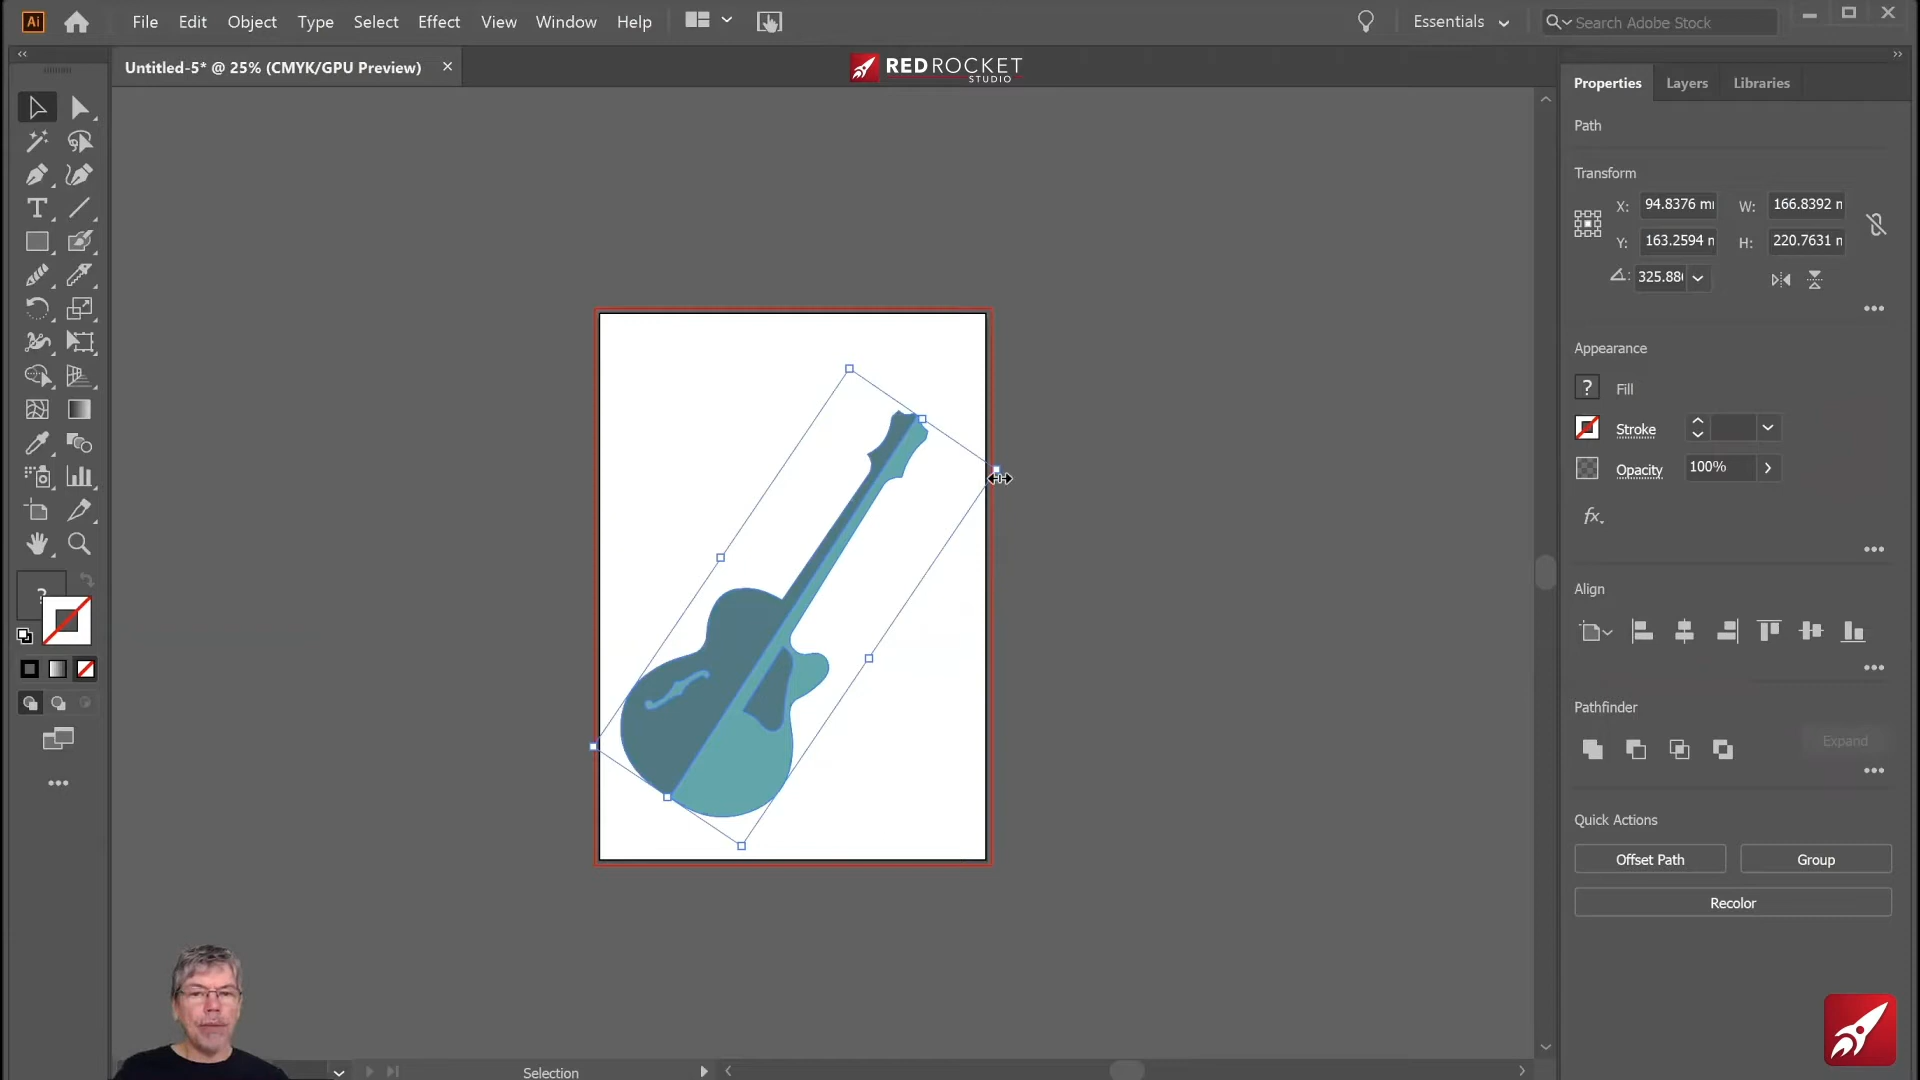 Ai
File Edit Object Type Select Effect View Window Help
Essentials
Search Adobe Stock
Untitled-5* @ 25% (CMYK/GPU Preview)
REDROCKET
STUDIO
Properties Layers Libraries
Path
Transform
X: 94.8376 m W: 166.8392
Y: 163.2594 H: 220.7631
325.88
Appearance
? Fill
Stroke
Opacity 100%
fx.
Align
Pathfinder
Expand
Quick Actions
Offset Path Group
Recolor
?
Selection